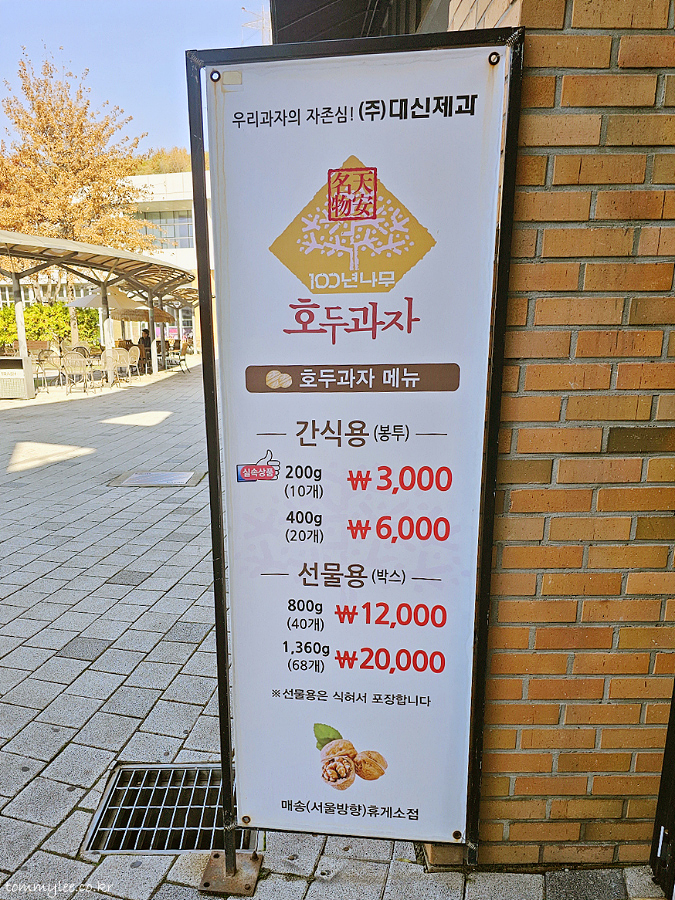 우리과자의 자존심! (주)대신제과
名天
物安
100년나무
호두과자
호두과자 메뉴
간식용 (봉투)
실속상품 200g ₩3,000
(10개)
400g ₩6,000
(20개)
선물용 (박스)
800g ₩12,000
(40개)
1,360g ₩20,000
(68개)
※선물용은 식혀서 포장합니다
매송(서울방향)휴게소점
tommylee.co.kr